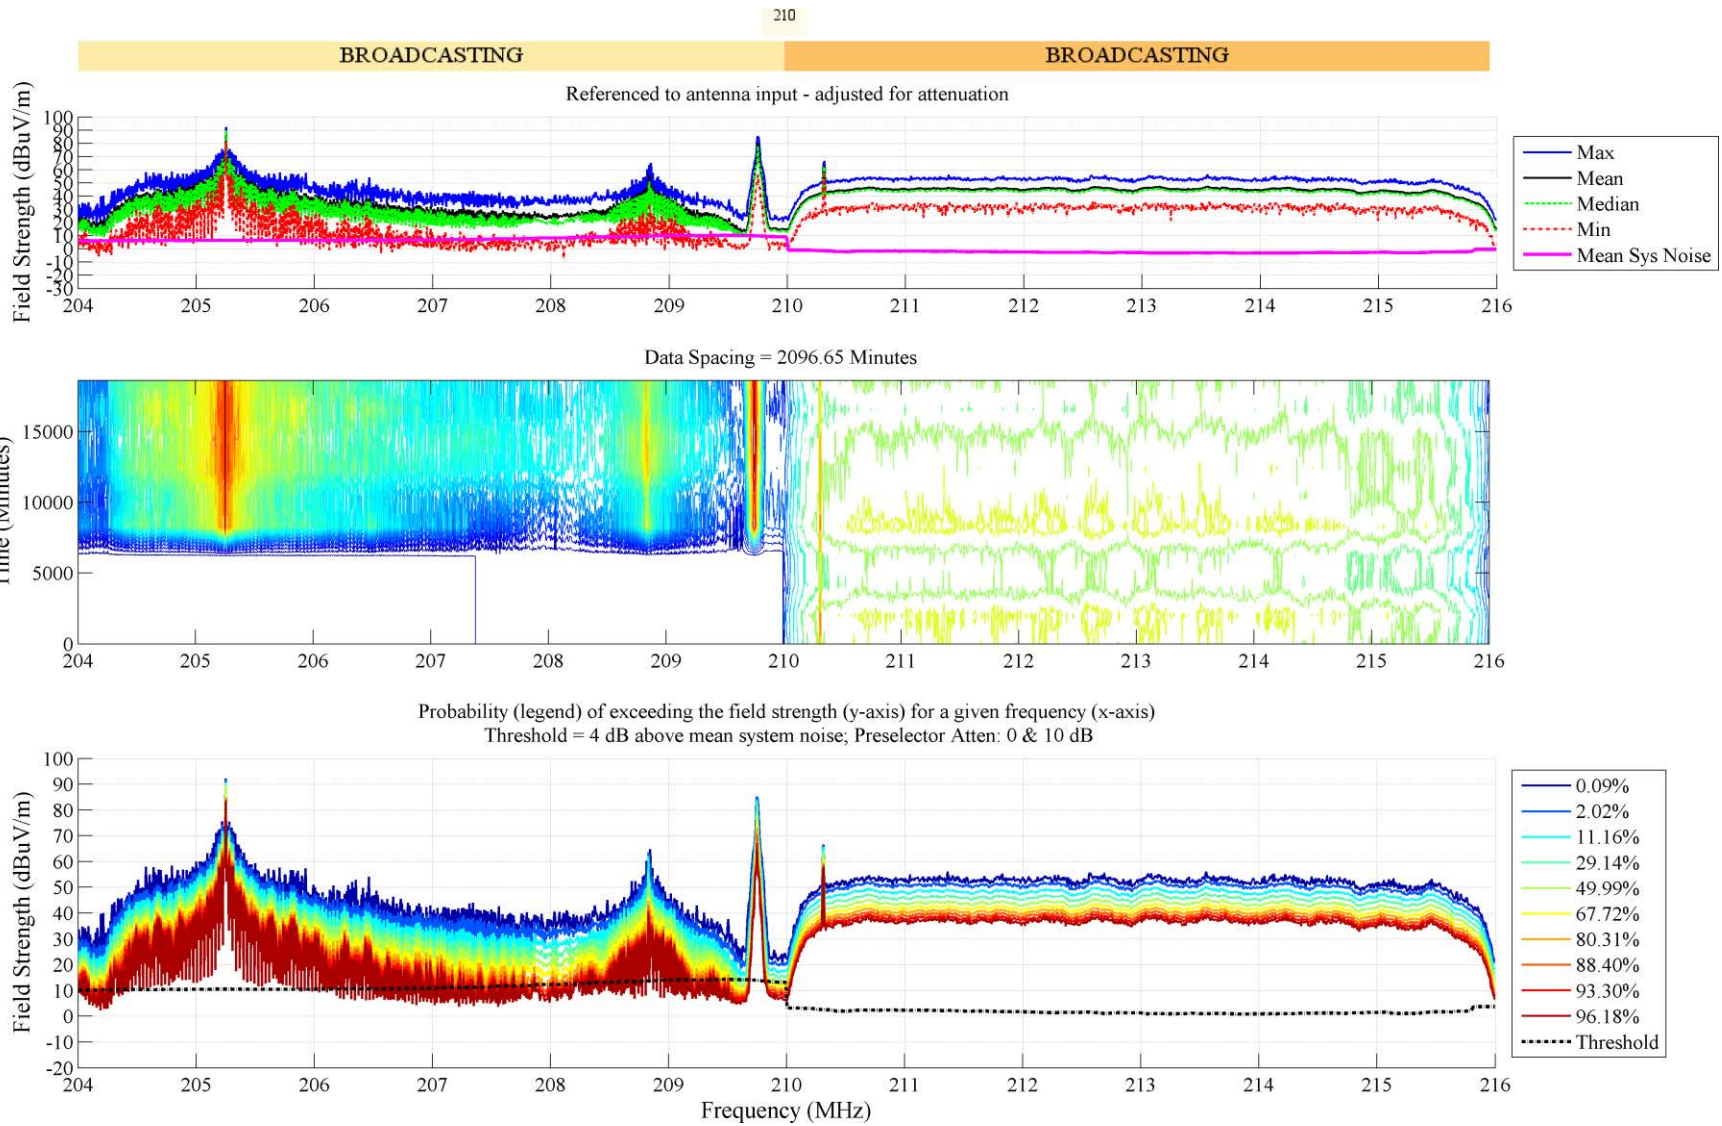 210
BROADCASTING BROADCASTING
Referenced to antenna input - adjusted for attenuation
Field Strength (dBuV/m)
100
90
80
70
60
50
40
30
20
10
0
-10
-20
-30
204 205 206 207 208 209 210 211 212 213 214 215 216
Max
Mean
Median
Min
Mean Sys Noise
Data Spacing = 2096.65 Minutes
Time (Minutes)
15000
10000
5000
0
204 205 206 207 208 209 210 211 212 213 214 215 216
Probability (legend) of exceeding the field strength (y-axis) for a given frequency (x-axis)
Threshold = 4 dB above mean system noise; Preselector Atten: 0 & 10 dB
Field Strength (dBuV/m)
100
90
80
70
60
50
40
30
20
10
0
-10
-20
204 205 206 207 208 209 210 211 212 213 214 215 216
Frequency (MHz)
0.09%
2.02%
11.16%
29.14%
49.99%
67.72%
80.31%
88.40%
93.30%
96.18%
Threshold